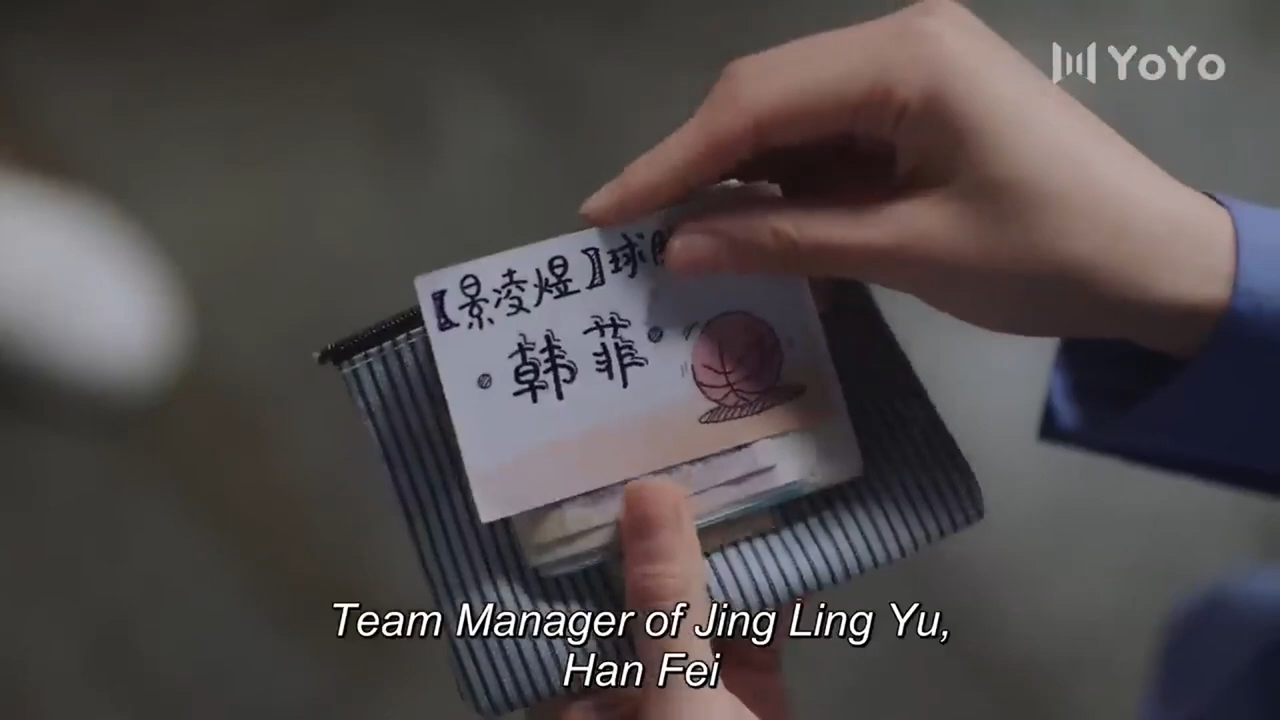 YoYo
【景凌煜】球
韩菲
Team Manager of Jing Ling Yu,
Han Fei